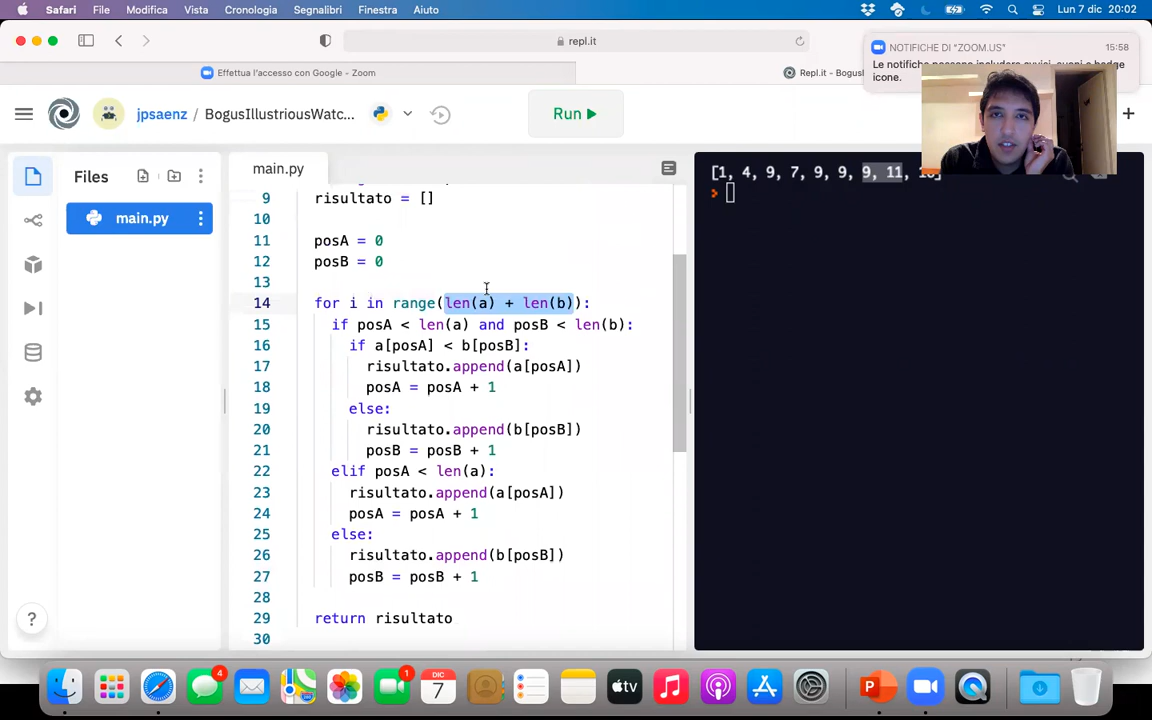 Safari File Modifica Vista Cronologia Segnalibri Finestra Aiuto Lun 7 dic 20:02
repl.it
NOTIFICHE DI "ZOOM.US" 15:58
Le notifiche possono includere avvisi, suoni e badge
icone.
Effettua l'accesso con Google - Zoom
jpsaenz / BogusIllustriousWatc...
Run
Files
main.py
main.py
9 risultato = []
10
11 posA = 0
12 posB = 0
13
14 for i in range(len(a) + len(b)):
15 if posA < len(a) and posB < len(b):
16 if a[posA] < b[posB]:
17 risultato.append(a[posA])
18 posA = posA + 1
19 else:
20 risultato.append(b[posB])
21 posB = posB + 1
22 elif posA < len(a):
23 risultato.append(a[posA])
24 posA = posA + 1
25 else:
26 risultato.append(b[posB])
27 posB = posB + 1
28
29 return risultato
30
[1, 4, 9, 7, 9, 9, 9, 11,
?
4
1
DIC
7
tv